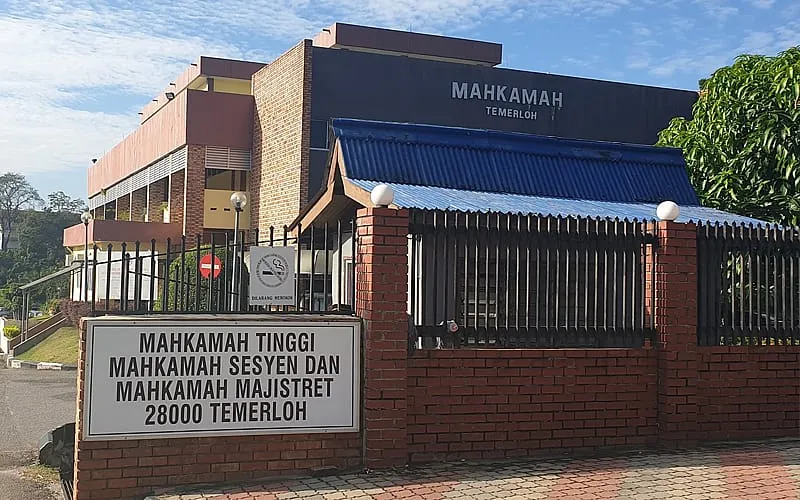 MAHKAMAH
TEMERLOH
DILARANG MEROKOK
MAHKAMAH TINGGI
MAHKAMAH SESYEN DAN
MAHKAMAH MAJISTRET
28000 TEMERLOH